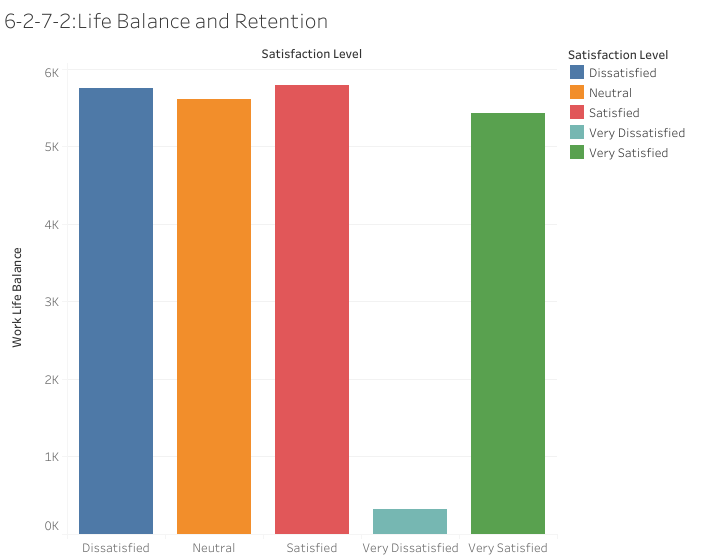 6-2-7-2:Life Balance and Retention
Satisfaction Level
Satisfaction Level
Dissatisfied
Neutral
Satisfied
Very Dissatisfied
Very Satisfied
6K
5K
4K
3K
2K
1K
0K
Work Life Balance
Dissatisfied
Neutral
Satisfied
Very Dissatisfied
Very Satisfied